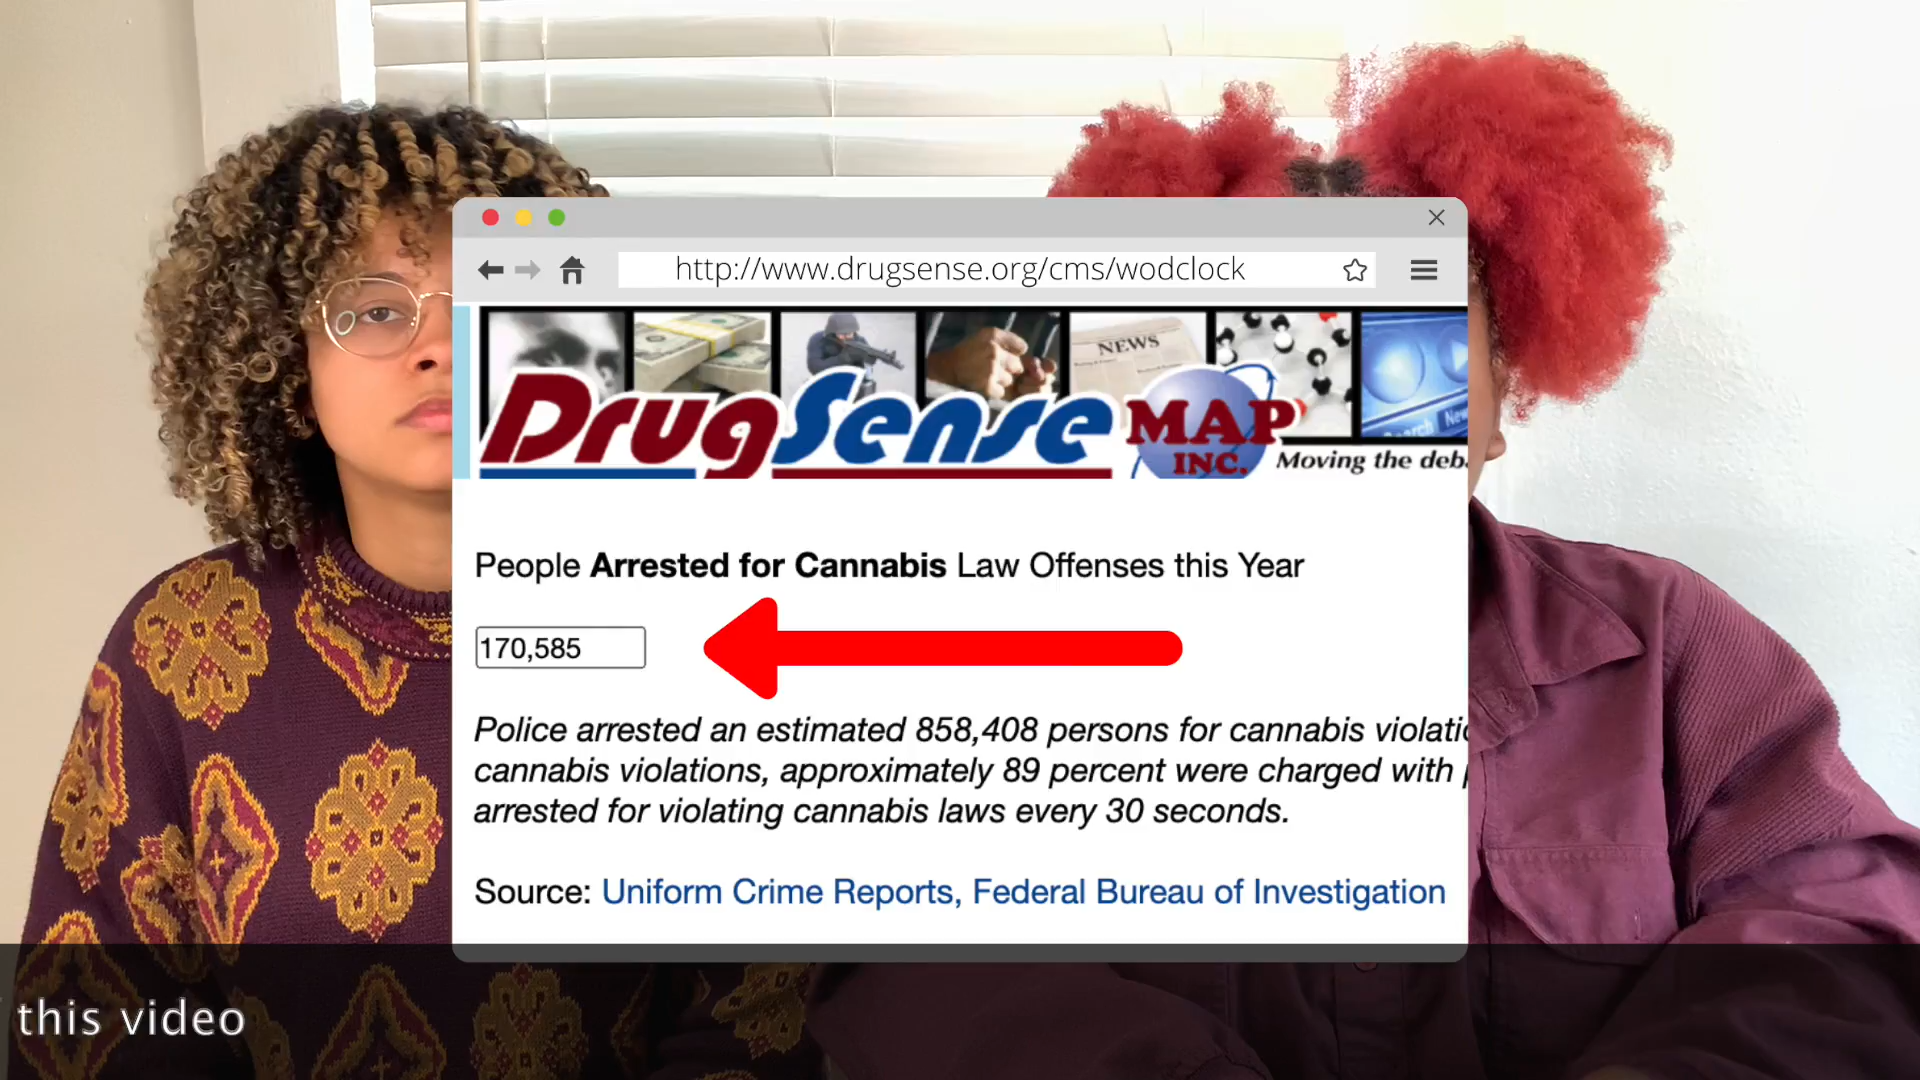 http://www.drugsense.org/cms/wodclock
NEWS
DrugSense MAP
INC.
Moving the deb
Search New
People Arrested for Cannabis Law Offenses this Year
170,585
Police arrested an estimated 858,408 persons for cannabis violatio
cannabis violations, approximately 89 percent were charged with p
arrested for violating cannabis laws every 30 seconds.
Source: Uniform Crime Reports, Federal Bureau of Investigation
this video